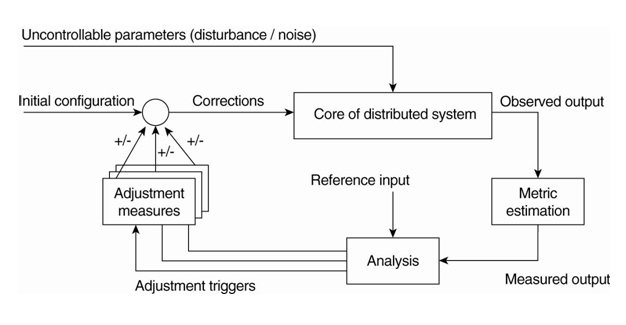 Uncontrollable parameters (disturbance / noise)
Initial configuration
Corrections
Core of distributed system
Observed output
+/-
+/-
+/-
Reference input
Adjustment
measures
Metric
estimation
Analysis
Adjustment triggers
Measured output